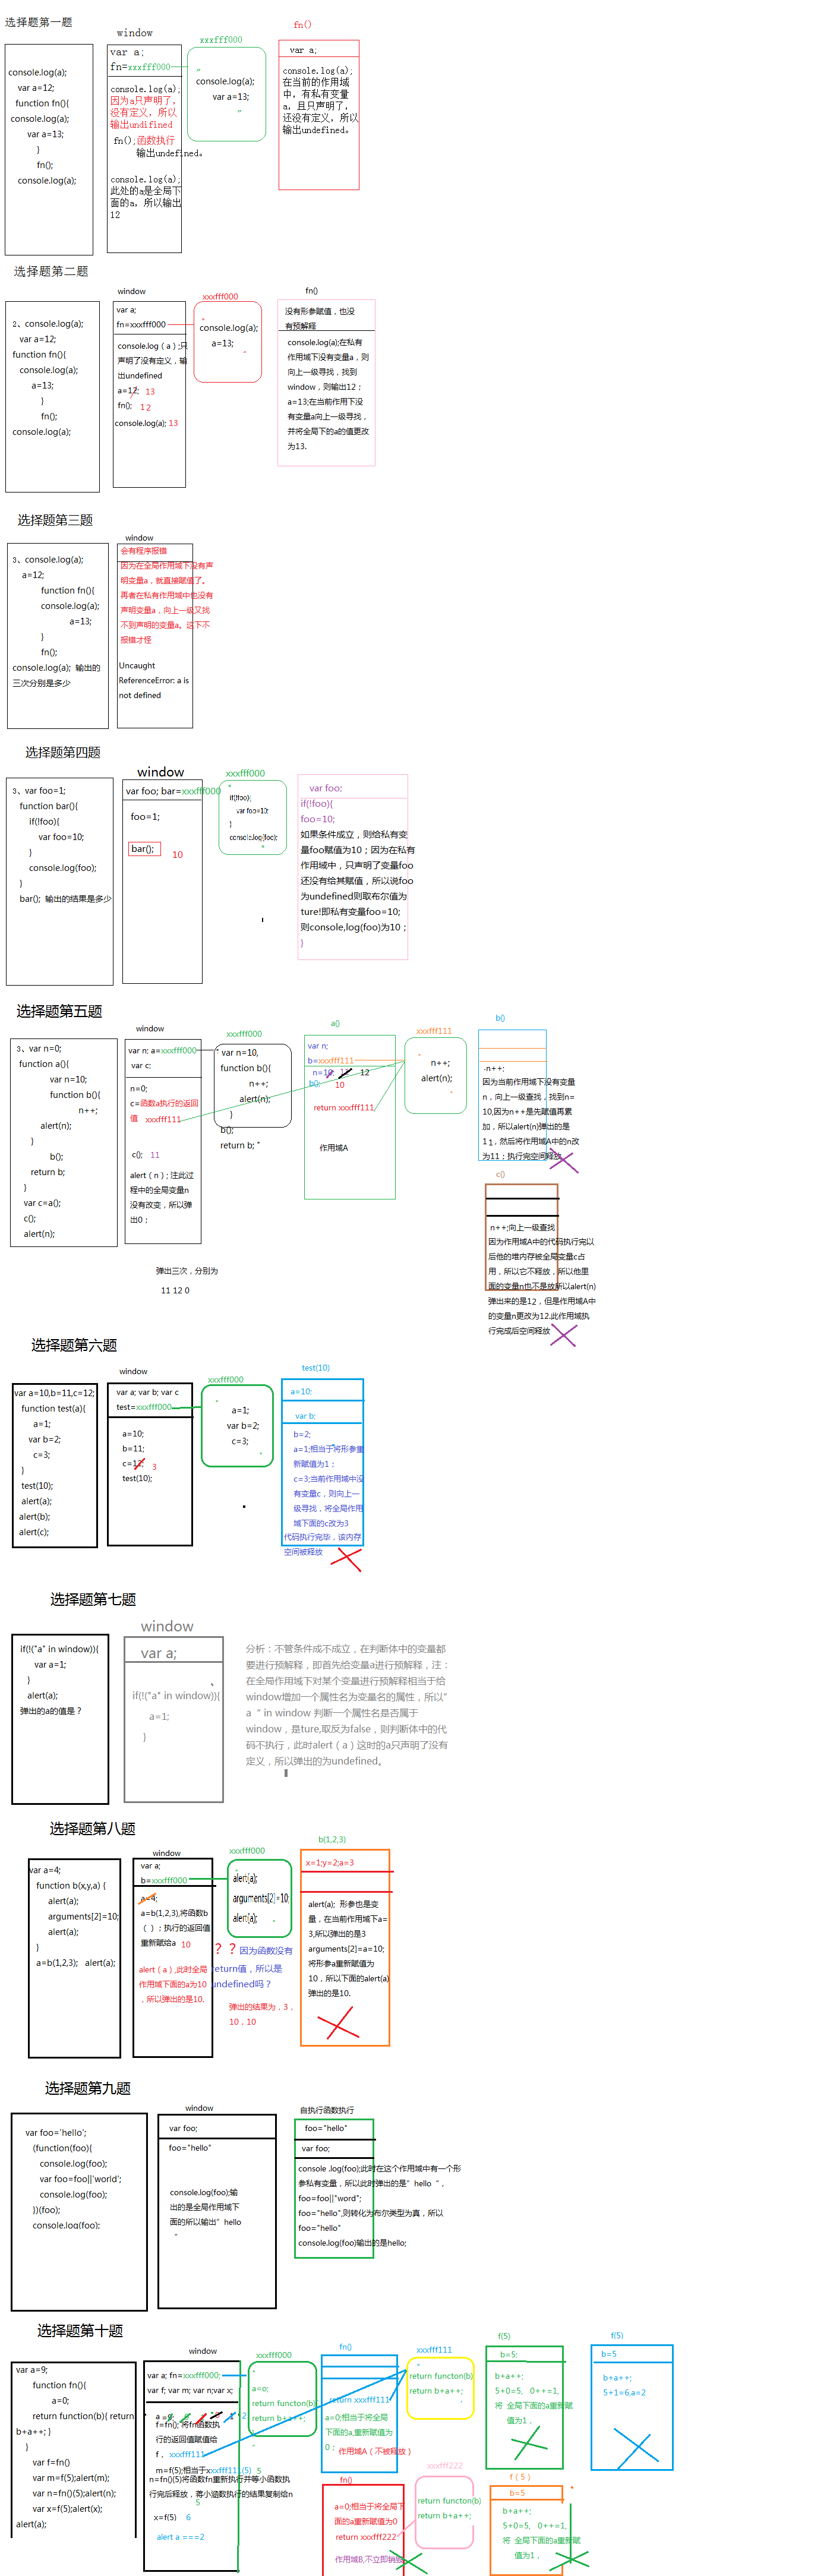 选择题第一题
window
xxxfff000
fn()
console.log(a);
var a=12;
function fn(){
console.log(a);
var a=13;
}
fn();
console.log(a);
var a;
fn=xxxfff000
console.log(a);
因为a只声明了，
没有定义，所以
输出undifined
fn();函数执行
输出undefined。
console.log(a);
此处的a是全局下
面的a，所以输出
12
"
console.log(a);
var a=13;
"
var a;
console.log(a);
在当前的作用域
中，有私有变量
a，且只声明了，
还没有定义，所以
输出undefined。
选择题第二题
window
xxxfff000
fn()
2、console.log(a);
var a=12;
function fn(){
console.log(a);
a=13;
}
fn();
console.log(a);
var a;
fn=xxxfff000
console.log（a）;只
声明了没有定义，输
出undefined
a=12; 13
fn(); 12
console.log(a); 13
console.log(a);
a=13;
没有形参赋值，也没
有预解释
console.log(a);在私有
作用域下没有变量a，则
向上一级寻找，找到
window，则输出12；
a=13;在当前作用下没
有变量a向上一级寻找，
并将全局下的a的值更改
为13.
选择题第三题
window
3、console.log(a);
a=12;
function fn(){
console.log(a);
a=13;
}
fn();
console.log(a); 输出的
三次分别是多少
会有程序报错
因为在全局作用域下没有声
明变量a，就直接赋值了。
再者在私有作用域中也没有
声明变量a，向上一级又找
不到声明的变量a。这下不
报错才怪
Uncaught
ReferenceError: a is
not defined
选择题第四题
window
xxxfff000
3、var foo=1;
function bar(){
if(!foo){
var foo=10;
}
console.log(foo);
}
bar(); 输出的结果是多少
var foo; bar=xxxfff000
foo=1;
bar(); 10
if(!foo){
var foo=10;
}
console.log(foo);
var foo;
if(!foo){
foo=10;
如果条件成立，则给私有变
量foo赋值为10；因为在私有
作用域中，只声明了变量foo
还没有给其赋值，所以说foo
为undefined则取布尔值为
ture!即私有变量foo=10;
则console,log(foo)为10；
}
选择题第五题
window
xxxfff000
a()
xxxfff111
b()
3、var n=0;
function a(){
var n=10;
function b(){
n++;
alert(n);
}
b();
return b;
}
var c=a();
c();
alert(n);
var n; a=xxxfff000
var c;
n=0;
c=函数a执行的返回
值 xxxfff111
c(); 11
alert（n）; 注此过
程中的全局变量n
没有改变，所以弹
出0；
弹出三次，分别为
11 12 0
" var n=10,
function b(){
n++;
alert(n);
}
b();
return b; "
var n;
b=xxxfff111
n=10; 11 12
b(); 10
return xxxfff111
作用域A
n++;
alert(n);
n++;
因为当前作用域下没有变量
n，向上一级查找，找到n=
10,因为n++是先赋值再累
加，所以alert(n)弹出的是
11，然后将作用域A中的n改
为11；执行完空间释放
c()
n++;向上一级查找
因为作用域A中的代码执行完以
后他的堆内存被全局变量c占
用，所以它不释放，所以他里
面的变量n也不是放所以alert(n)
弹出来的是12，但是作用域A中
的变量n更改为12.此作用域执
行完成后空间释放
选择题第六题
window
xxxfff000
test(10)
var a=10,b=11,c=12;
function test(a){
a=1;
var b=2;
c=3;
}
test(10);
alert(a);
alert(b);
alert(c);
var a; var b; var c
test=xxxfff000
a=10;
b=11;
c=12; 3
test(10);
a=1;
var b=2;
c=3;
a=10;
var b;
b=2;
a=1;相当于将形参重
新赋值为1；
c=3;当前作用域中没
有变量c，则向上一
级寻找，将全局作用
域下面的c改为3
代码执行完毕，该内存
空间被释放
选择题第七题
window
if(!("a" in window)){
var a=1;
}
alert(a);
弹出的a的值是？
var a;
if(!("a" in window)){
a=1;
}
分析：不管条件成不成立，在判断体中的变量都
要进行预解释，即首先给变量a进行预解释，注：
在全局作用域下对某个变量进行预解释相当于给
window增加一个属性名为变量名的属性，所以"
a " in window 判断一个属性名是否属于
window，是ture,取反为false，则判断体中的代
码不执行，此时alert（a）这时的a只声明了没有
定义，所以弹出的为undefined。
选择题第八题
window
xxxfff000
b(1,2,3)
var a=4;
function b(x,y,a) {
alert(a);
arguments[2]=10;
alert(a);
}
a=b(1,2,3); alert(a);
var a;
b=xxxfff000
a=4;
a=b(1,2,3),将函数b
（）；执行的返回值
重新赋给a 10
alert（a）,此时全局
作用域下面的a为10
，所以弹出的是10.
alert(a);
arguments[2]=10;
alert(a);
？？因为函数没有
return值，所以是
undefined吗？
弹出的结果为，3，
10，10
x=1;y=2;a=3
alert(a); 形参也是变
量，在当前作用域下a=
3,所以弹出的是3
arguments[2]=a=10;
将形参a重新赋值为
10，所以下面的alert(a)
弹出的是10.
选择题第九题
window
自执行函数执行
var foo='hello';
(function(foo){
console.log(foo);
var foo=foo||'world';
console.log(foo);
})(foo);
console.log(foo);
var foo;
foo="hello"
console.log(foo);输
出的是全局作用域下
面的所以输出" hello
"
foo="hello"
var foo;
console .log(foo);此时在这个作用域中有一个形
参私有变量，所以此时弹出的是" hello "，
foo=foo||"word";
foo="hello",则转化为布尔类型为真，所以
foo="hello"
console.log(foo)输出的是hello;
选择题第十题
window
xxxfff000
fn()
xxxfff111
f(5)
f(5)
var a=9;
function fn(){
a=0;
return function(b){ return
b+a++; }
}
var f=fn()
var m=f(5);alert(m);
var n=fn()(5)alert(n);
var x=f(5);alert(x);
alert(a);
var a; fn=xxxfff000;
var f; var m; var n;var x;
f=fn(); 将fn函数执
行的返回值赋值给
f， xxxfff111
m=f(5);相当于xxxfff111(5) 5
n=fn()(5)将函数fn重新执行并等小函数执
行完后释放，蒋小涵数执行的结果复制给n
5
x=f(5) 6
alert a ===2
a=o;
return functon(b)
return b+a++;
return xxxfff111
a=0;相当于将全局
下面的a,重新赋值为
0； 作用域A（不被释放）
return functon(b)
return b+a++;
b=5;
b+a++;
5+0=5, 0++=1,
将 全局下面的a重新赋
值为1，
b=5
b+a++;
5+1=6,a=2
fn()
xxxfff222
f（5）
a=0;相当于将全局下
面的a重新赋值为0
return xxxfff222
作用域B,不立即销毁
return functon(b)
return b+a++;
b=5
b+a++;
5+0=5, 0++=1,
将 全局下面的a重新赋
值为1，